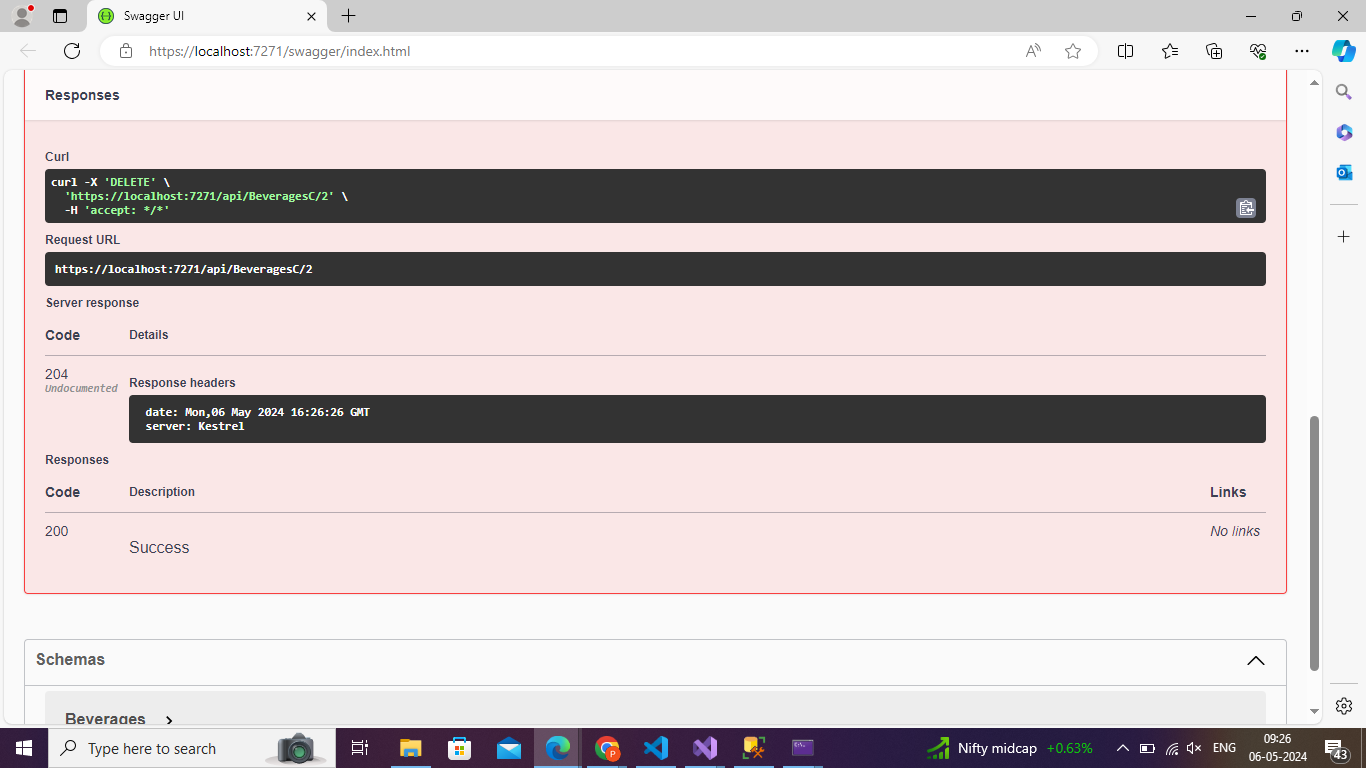 Swagger UI
https://localhost:7271/swagger/index.html
Responses
Curl
curl -X 'DELETE' \
'https://localhost:7271/api/BeveragesC/2' \
-H 'accept: */*'
Request URL
https://localhost:7271/api/BeveragesC/2
Server response
Code Details
204
Undocumented
Response headers
date: Mon,06 May 2024 16:26:26 GMT
server: Kestrel
Responses
Code Description Links
200 No links
Success
Schemas
Beverages
Type here to search
Nifty midcap +0.63%
ENG
09:26
06-05-2024
43